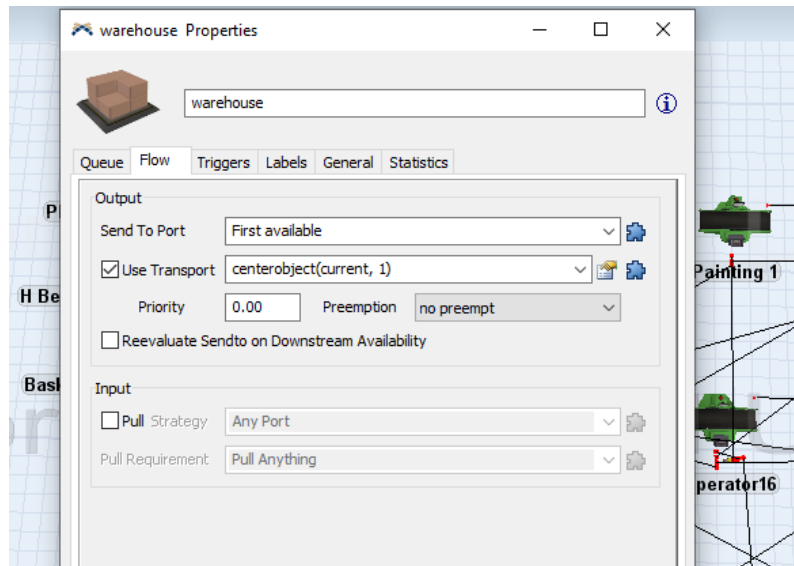 warehouse Properties
warehouse
Queue Flow Triggers Labels General Statistics
Output
Send To Port First available
Use Transport centerobject(current, 1)
Priority 0.00 Preemption no preempt
Reevaluate Sendto on Downstream Availability
Input
Pull Strategy Any Port
Pull Requirement Pull Anything
P
H Be
Bask
Painting 1
perator16